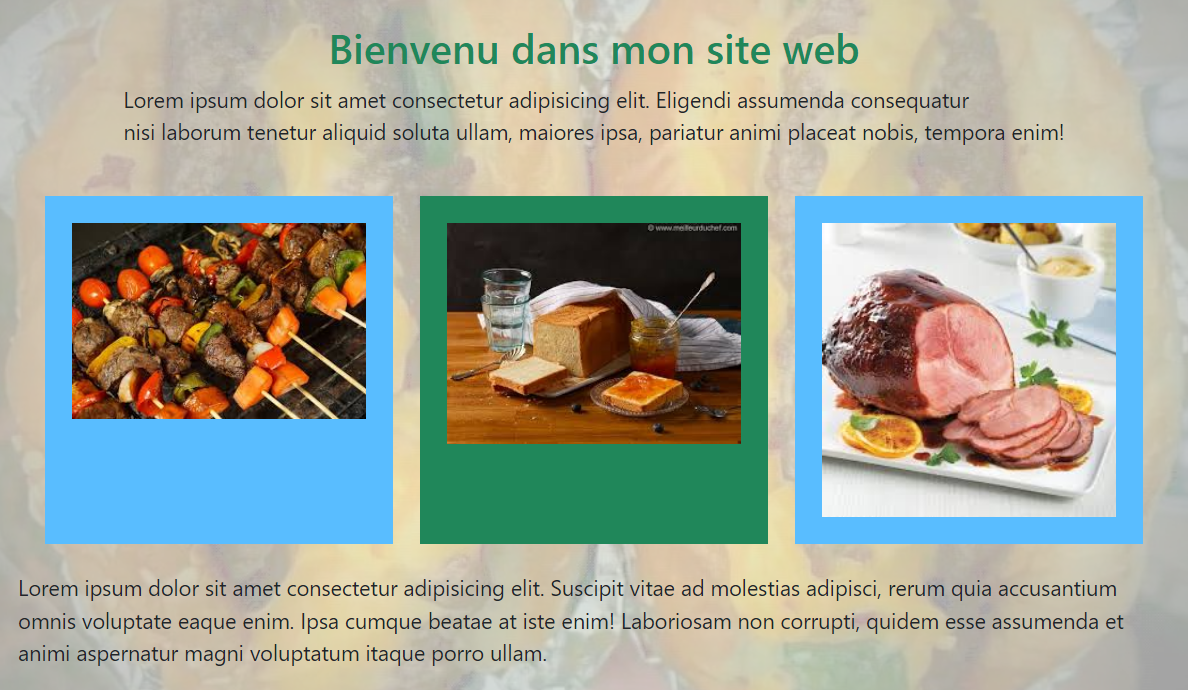 Bienvenu dans mon site web
Lorem ipsum dolor sit amet consectetur adipisicing elit. Eligendi assumenda consequatur
nisi laborum tenetur aliquid soluta ullam, maiores ipsa, pariatur animi placeat nobis, tempora enim!
© www.meilleurduchef.com
Lorem ipsum dolor sit amet consectetur adipisicing elit. Suscipit vitae ad molestias adipisci, rerum quia accusantium
omnis voluptate eaque enim. Ipsa cumque beatae at iste enim! Laboriosam non corrupti, quidem esse assumenda et
animi aspernatur magni voluptatum itaque porro ullam.